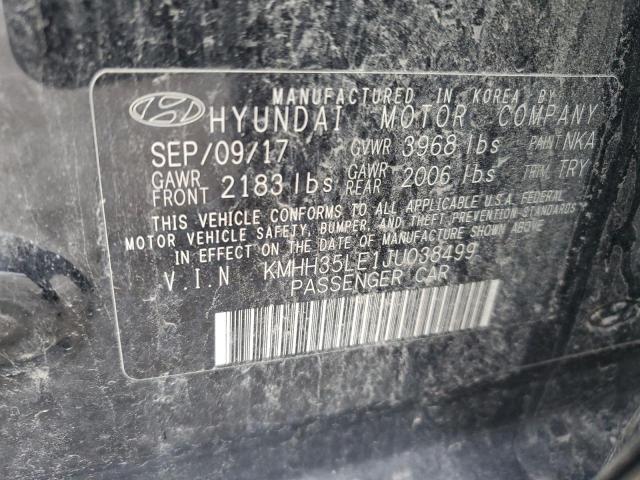 MANUFACTURED IN KOREA BY
HYUNDAI MOTOR COMPANY
SEP/09/17 GVWR 3968 lbs PAINT NKA
GAWR FRONT 2183 lbs GAWR REAR 2006 lbs TRIM TRY
THIS VEHICLE CONFORMS TO ALL APPLICABLE U.S.A. FEDERAL
MOTOR VEHICLE SAFETY, BUMPER, AND THEFT PREVENTION STANDARDS
IN EFFECT ON THE DATE OF MANUFACTURE SHOWN ABOVE.
V.I.N KMHH35LE1JU038499
PASSENGER CAR